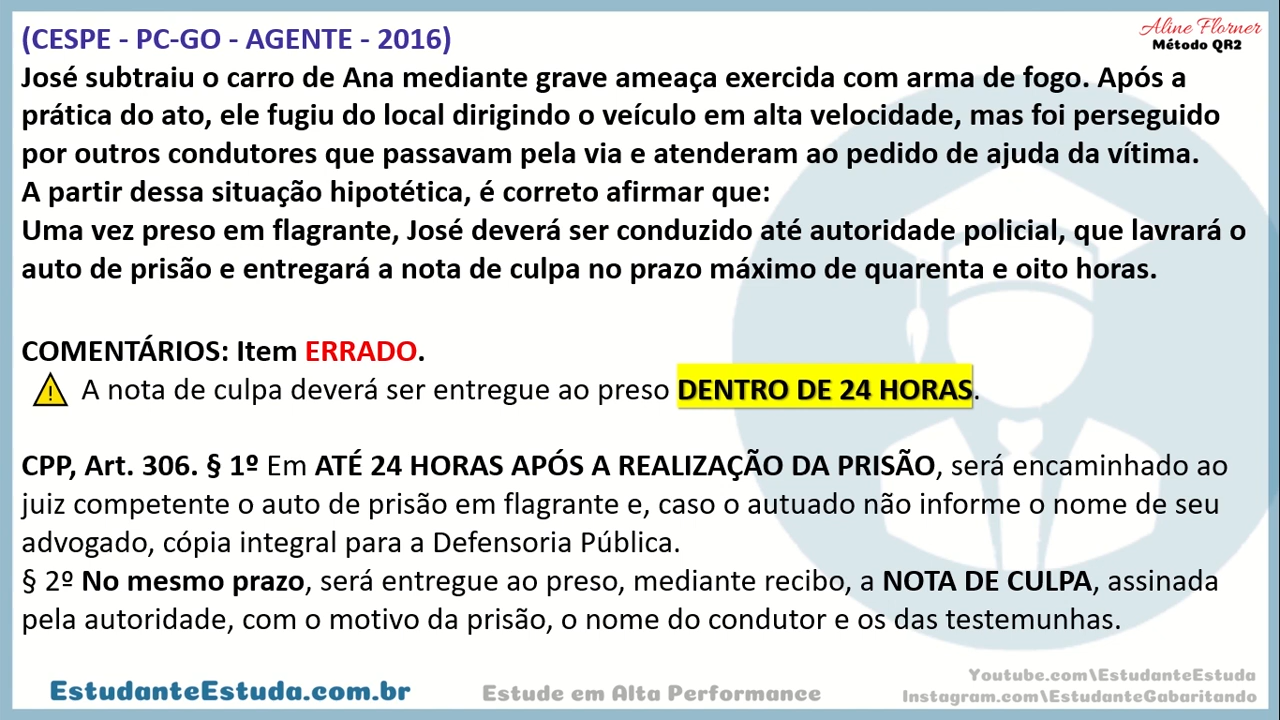 (CESPE - PC-GO - AGENTE - 2016)
Aline Florner
Método QR2
José subtraiu o carro de Ana mediante grave ameaça exercida com arma de fogo. Após a
prática do ato, ele fugiu do local dirigindo o veículo em alta velocidade, mas foi perseguido
por outros condutores que passavam pela via e atenderam ao pedido de ajuda da vítima.
A partir dessa situação hipotética, é correto afirmar que:
Uma vez preso em flagrante, José deverá ser conduzido até autoridade policial, que lavrará o
auto de prisão e entregará a nota de culpa no prazo máximo de quarenta e oito horas.
COMENTÁRIOS: Item ERRADO.
A nota de culpa deverá ser entregue ao preso DENTRO DE 24 HORAS.
CPP, Art. 306. § 1º Em ATÉ 24 HORAS APÓS A REALIZAÇÃO DA PRISÃO, será encaminhado ao
juiz competente o auto de prisão em flagrante e, caso o autuado não informe o nome de seu
advogado, cópia integral para a Defensoria Pública.
§ 2º No mesmo prazo, será entregue ao preso, mediante recibo, a NOTA DE CULPA, assinada
pela autoridade, com o motivo da prisão, o nome do condutor e os das testemunhas.
EstudanteEstuda.com.br
Estude em Alta Performance
Youtube.com\EstudanteEstuda
Instagram.com\EstudanteGabaritando